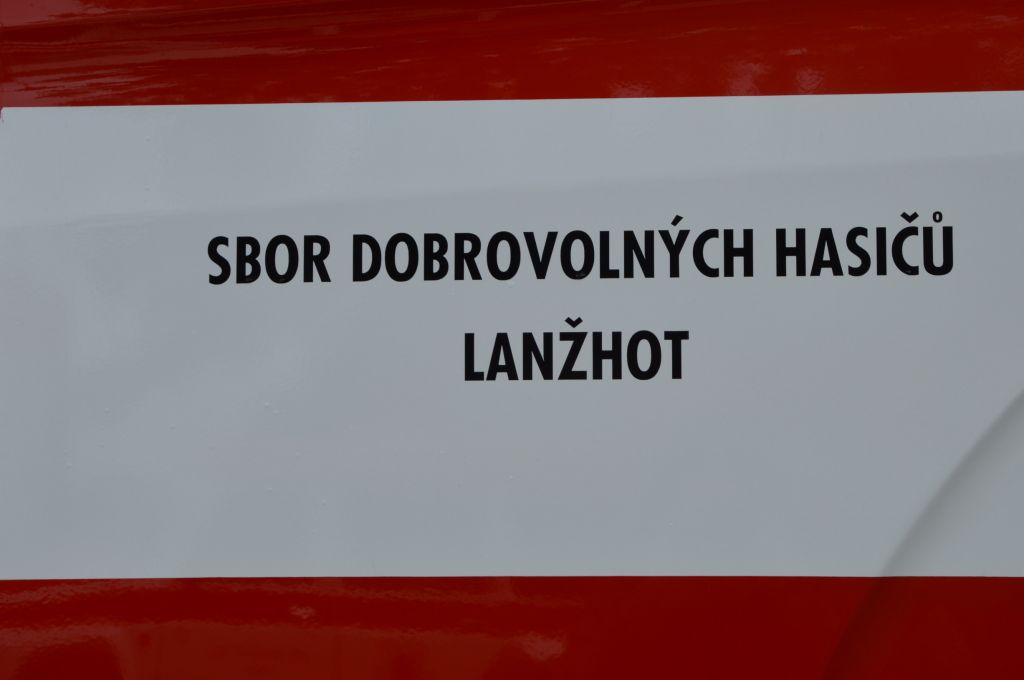 SBOR DOBROVOLNÝCH HASIČŮ
LANŽHOT